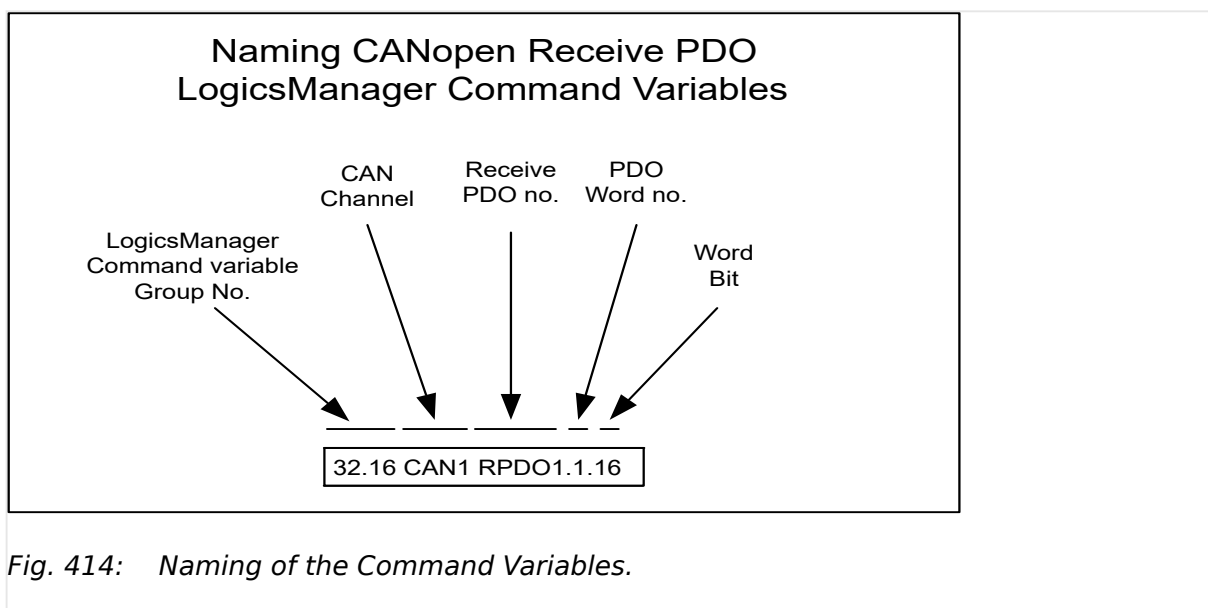 Naming CANopen Receive PDO
LogicsManager Command Variables
CAN
Channel
Receive
PDO no.
PDO
Word no.
LogicsManager
Command variable
Group No.
Word
Bit
32.16 CAN1 RPDO1.1.16
Fig. 414: Naming of the Command Variables.